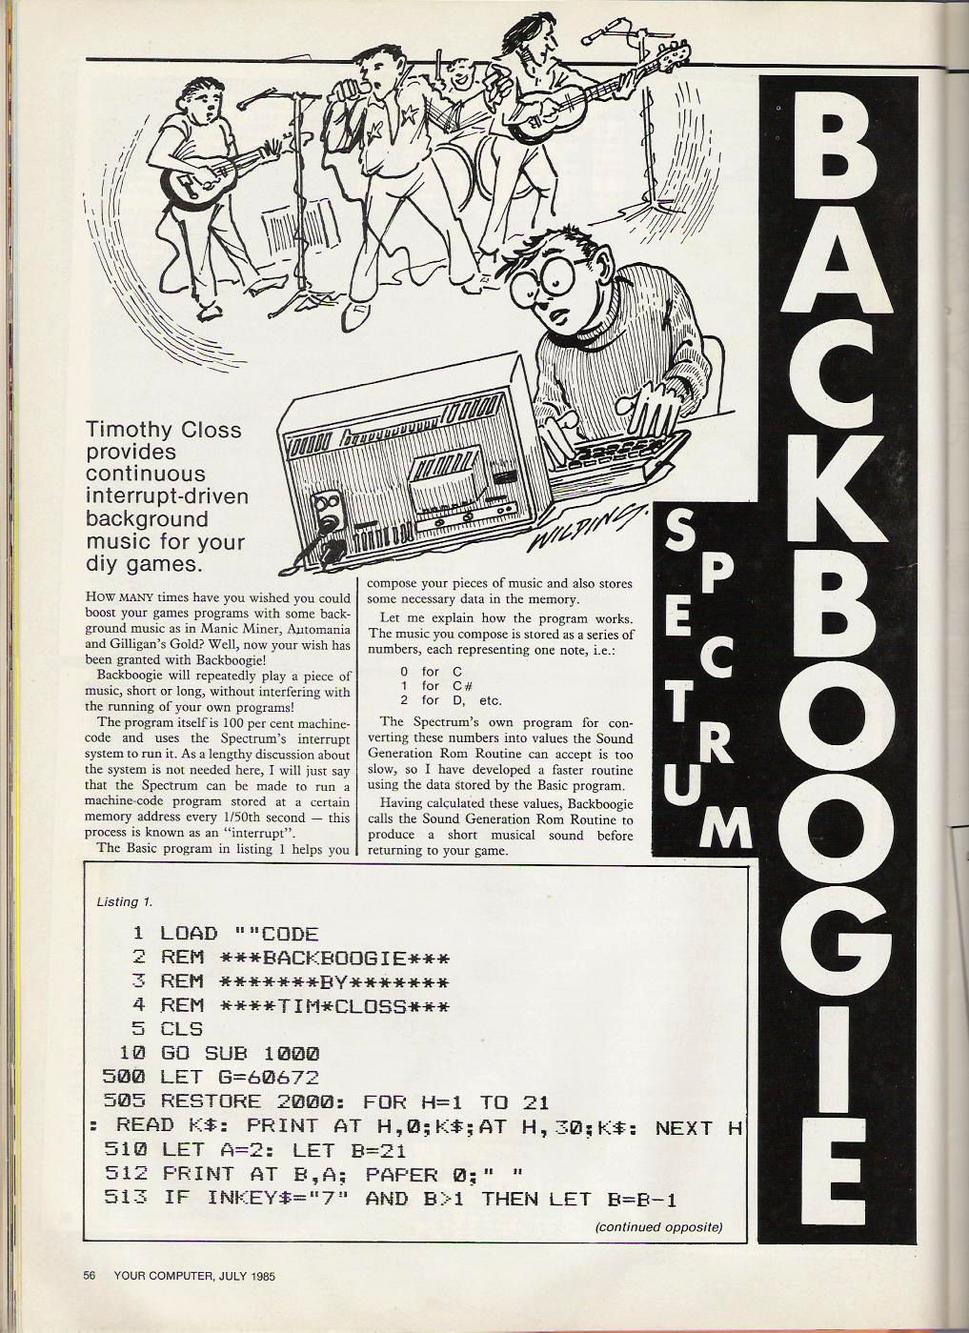 BACKBOOGIE
SPECTRUM
WILDING.
Timothy Closs
provides
continuous
interrupt-driven
background
music for your
diy games.
HOW MANY times have you wished you could
boost your games programs with some back-
ground music as in Manic Miner, Automania
and Gilligan's Gold? Well, now your wish has
been granted with Backboogie!
Backboogie will repeatedly play a piece of
music, short or long, without interfering with
the running of your own programs!
The program itself is 100 per cent machine-
code and uses the Spectrum's interrupt
system to run it. As a lengthy discussion about
the system is not needed here, I will just say
that the Spectrum can be made to run a
machine-code program stored at a certain
memory address every 1/50th second — this
process is known as an "interrupt".
The Basic program in listing 1 helps you
compose your pieces of music and also stores
some necessary data in the memory.
Let me explain how the program works.
The music you compose is stored as a series of
numbers, each representing one note, i.e.:
0 for C
1 for C#
2 for D, etc.
The Spectrum's own program for con-
verting these numbers into values the Sound
Generation Rom Routine can accept is too
slow, so I have developed a faster routine
using the data stored by the Basic program.
Having calculated these values, Backboogie
calls the Sound Generation Rom Routine to
produce a short musical sound before
returning to your game.
Listing 1.
1 LOAD ""CODE
2 REM ***BACKBOOGIE***
3 REM *******BY*******
4 REM ****TIM*CLOSS***
5 CLS
10 GO SUB 1000
500 LET G=60672
505 RESTORE 2000: FOR H=1 TO 21
: READ K$: PRINT AT H,0;K$;AT H,30;K$: NEXT H
510 LET A=2: LET B=21
512 PRINT AT B,A; PAPER 0;" "
513 IF INKEY$="7" AND B>1 THEN LET B=B-1
(continued opposite)
56 YOUR COMPUTER, JULY 1985